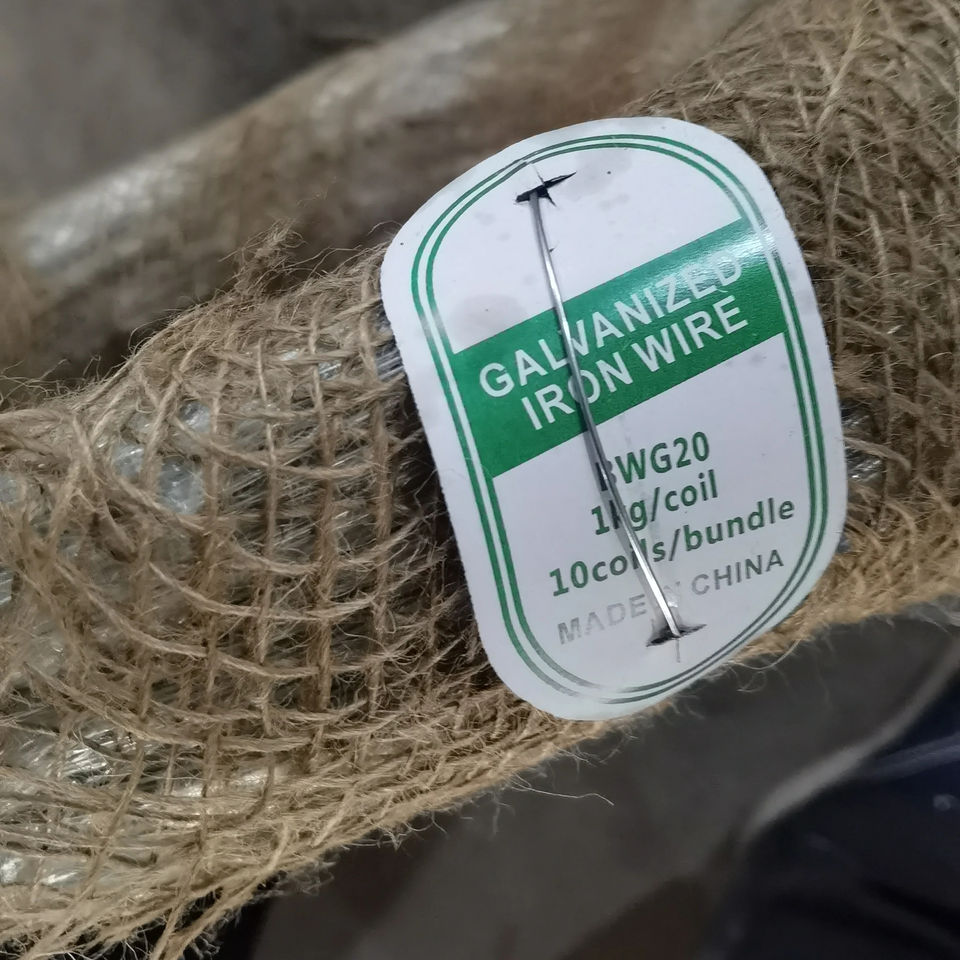 GALVANIZED
IRON WIRE
BWG20
1kg/coil
10coils/bundle
MADE IN CHINA